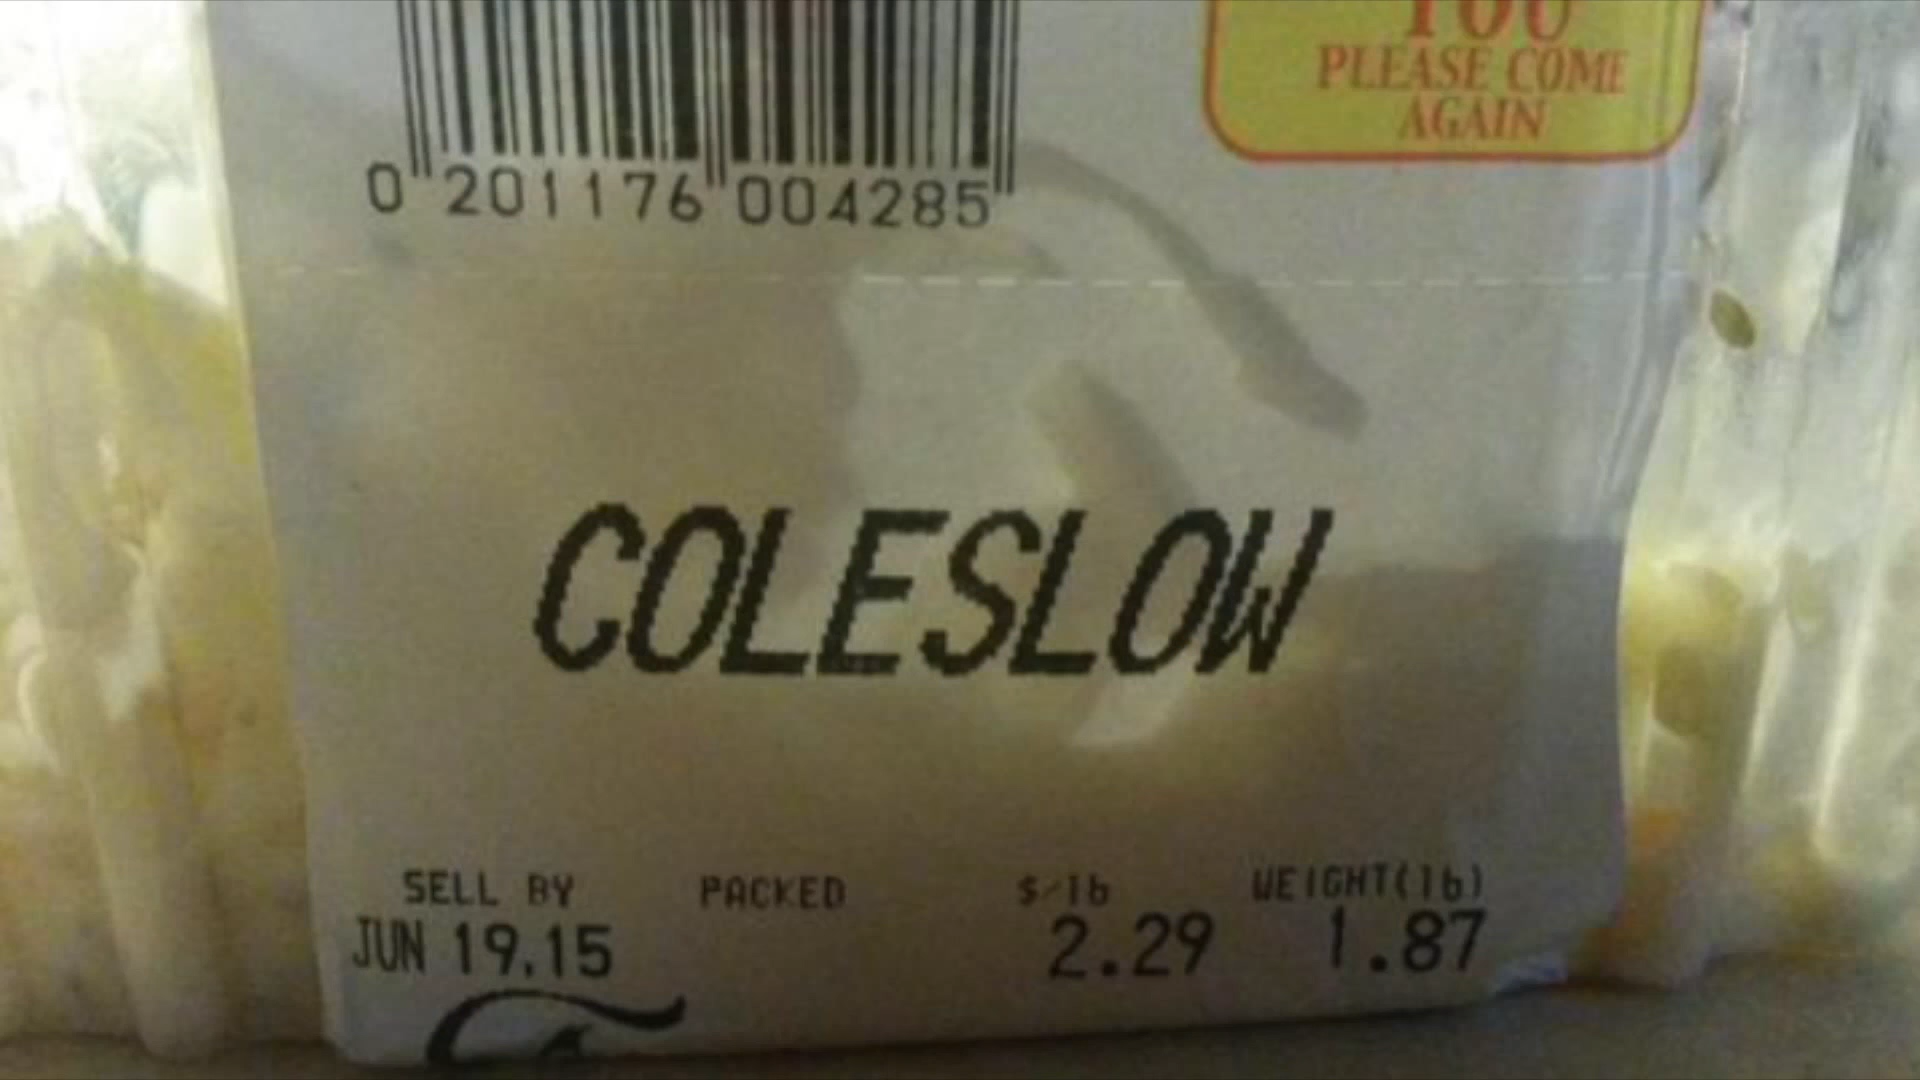 YOU
PLEASE COME
AGAIN
0 201176 004285
COLESLOW
SELL BY PACKED $/lb WEIGHT(lb)
JUN 19.15 2.29 1.87